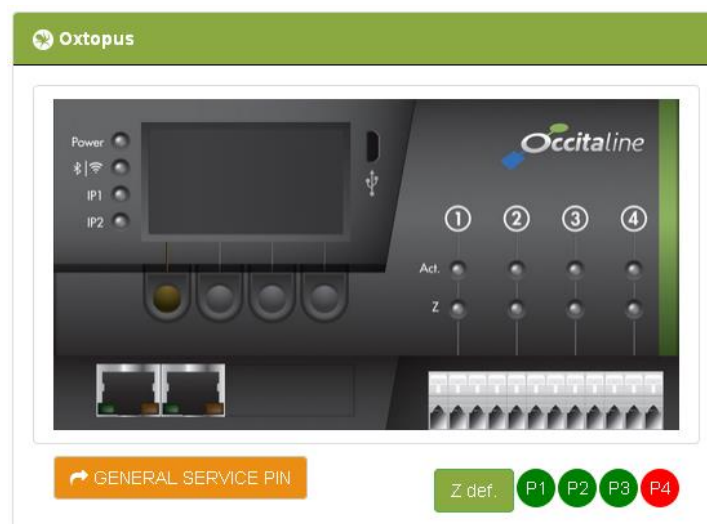 Oxtopus
Power
IP1
IP2
Occitaline
1 2 3 4
Act.
Z
GENERAL SERVICE PIN
Z def. P1 P2 P3 P4